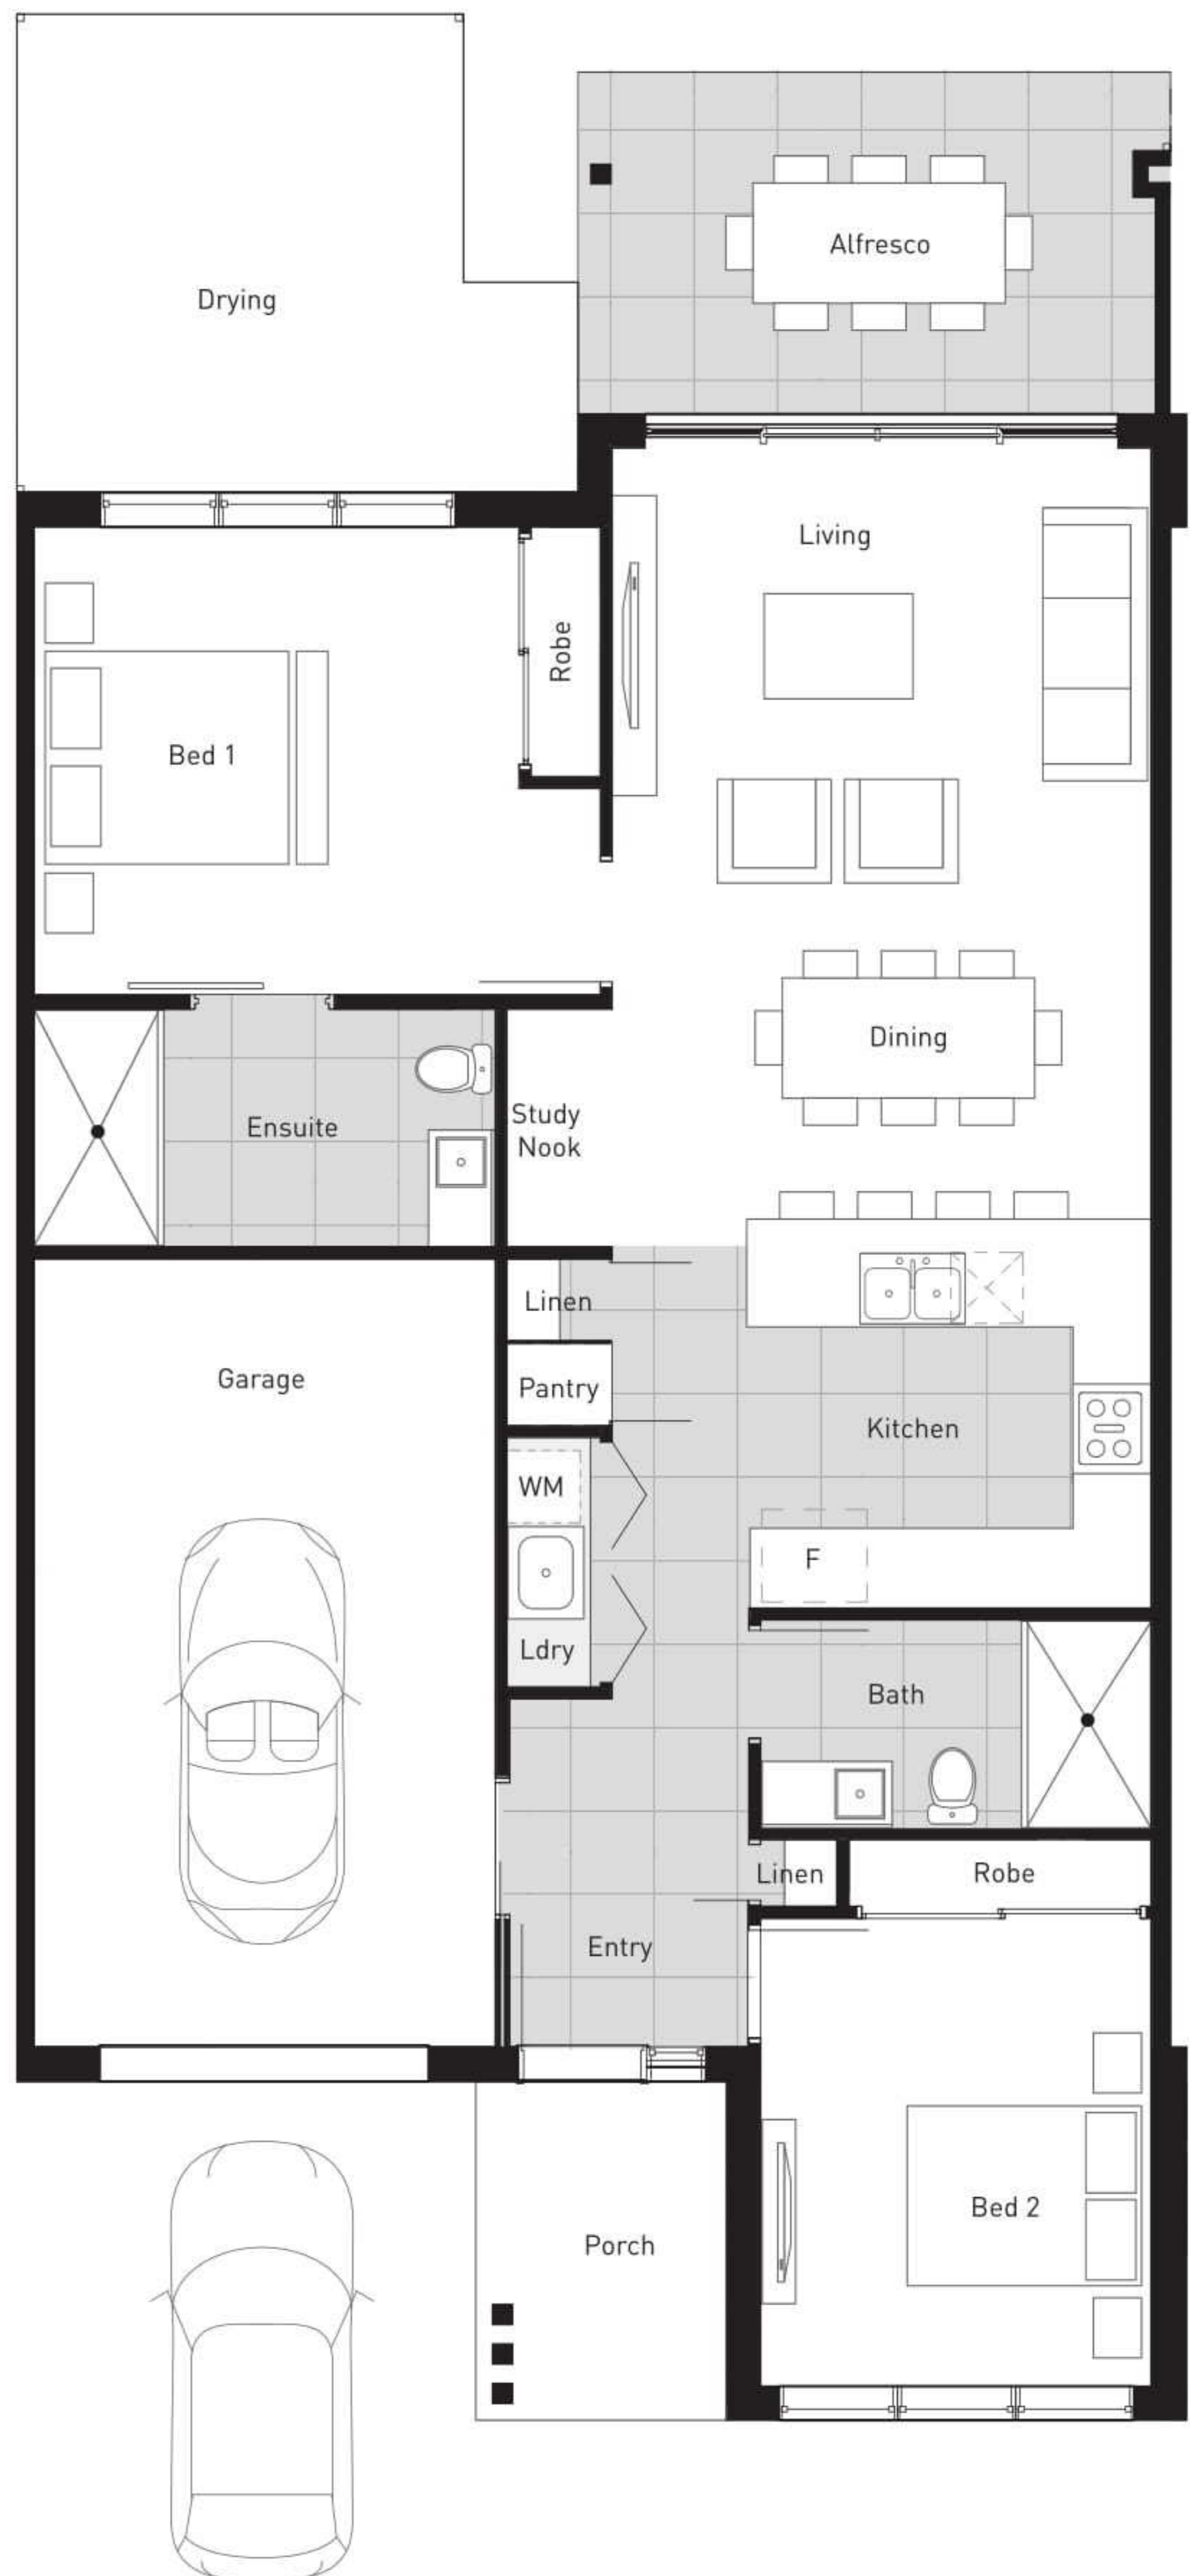 Alfresco
Drying
Living
Robe
Bed 1
Dining
Study
Nook
Ensuite
Linen
Pantry
Garage
Kitchen
WM
F
Ldry
Bath
Linen
Robe
Entry
Bed 2
Porch